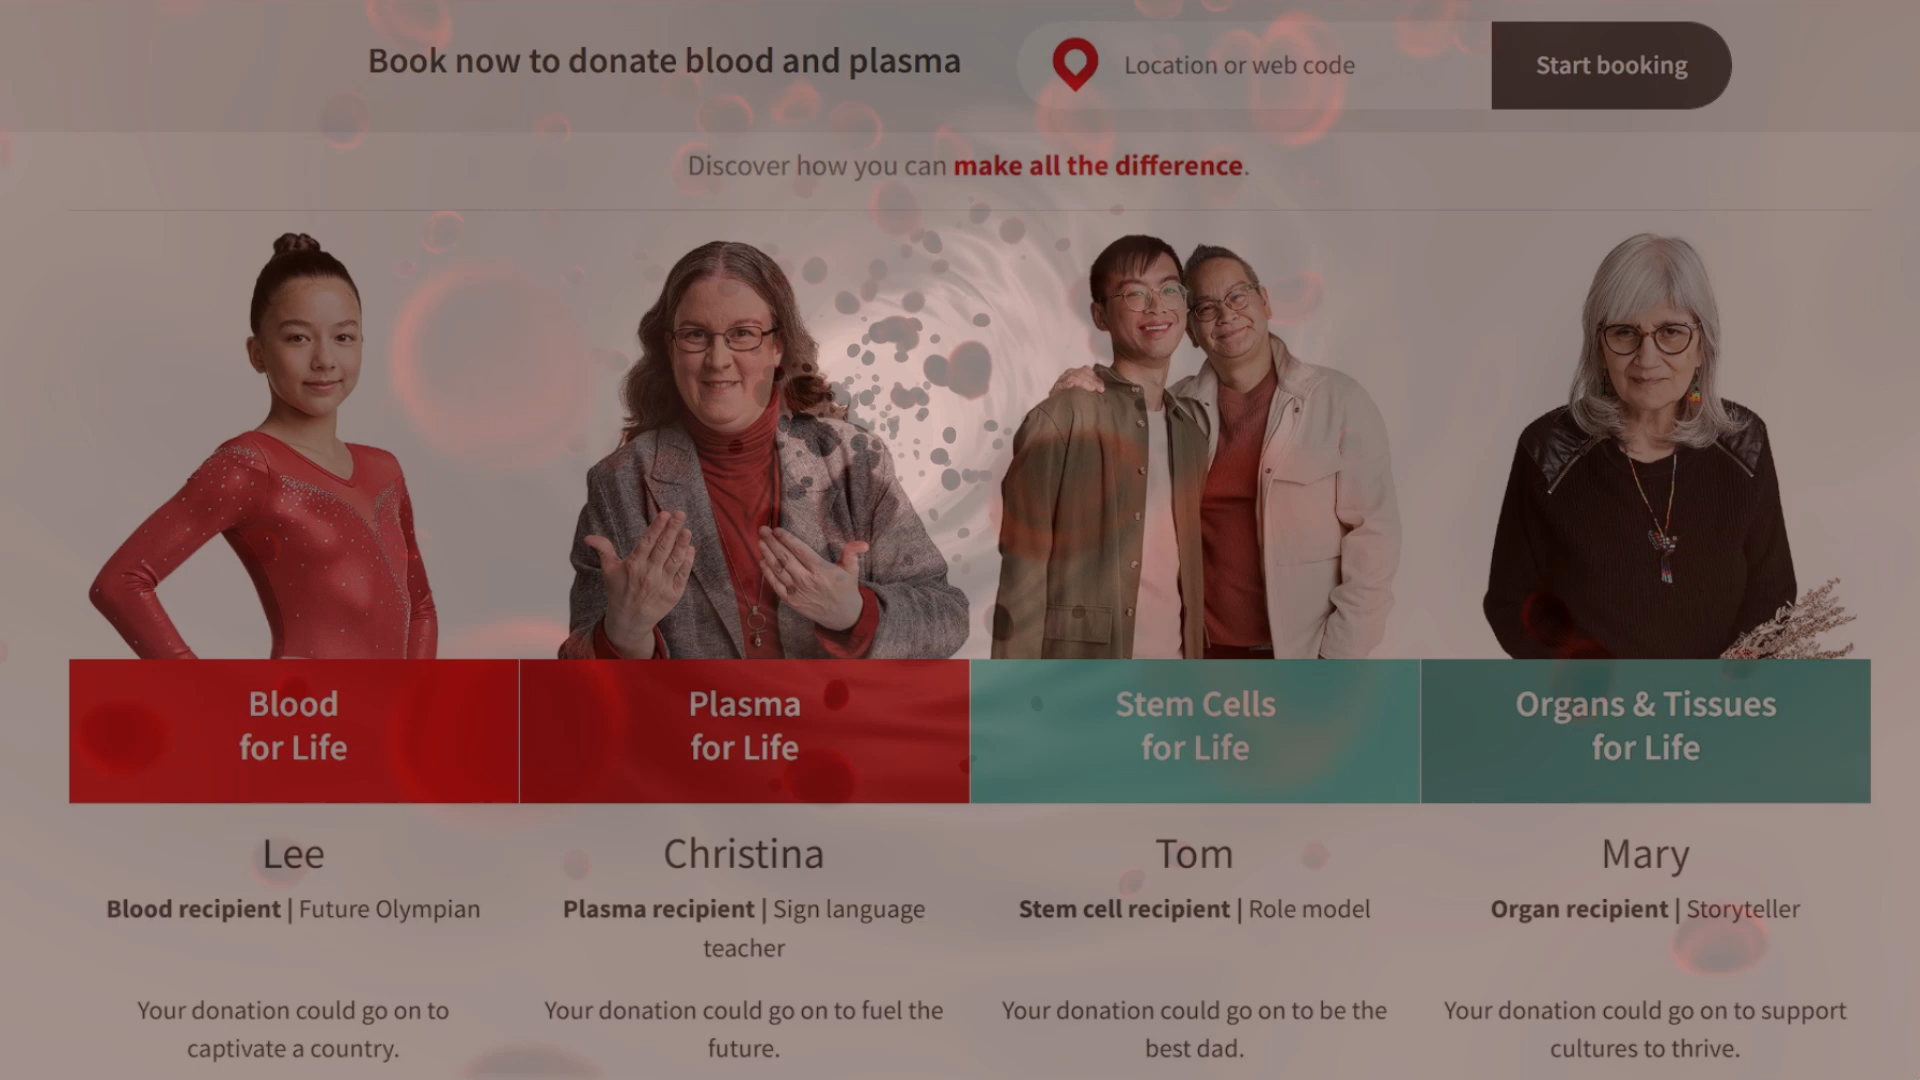 Book now to donate blood and plasma
Location or web code
Start booking
Discover how you can make all the difference.
Blood
for Life
Plasma
for Life
Stem Cells
for Life
Organs & Tissues
for Life
Lee
Blood recipient | Future Olympian
Your donation could go on to
captivate a country.
Christina
Plasma recipient | Sign language
teacher
Your donation could go on to fuel the
future.
Tom
Stem cell recipient | Role model
Your donation could go on to be the
best dad.
Mary
Organ recipient | Storyteller
Your donation could go on to support
cultures to thrive.